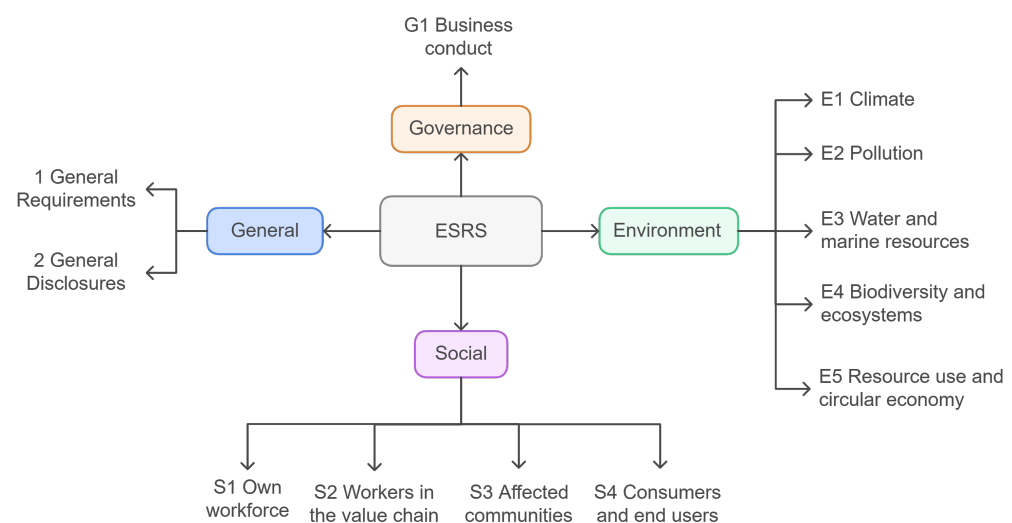 G1 Business
conduct
Governance
1 General
Requirements
2 General
Disclosures
General
ESRS
Environment
E1 Climate
E2 Pollution
E3 Water and
marine resources
E4 Biodiversity and
ecosystems
E5 Resource use and
circular economy
Social
S1 Own
workforce
S2 Workers in
the value chain
S3 Affected
communities
S4 Consumers
and end users